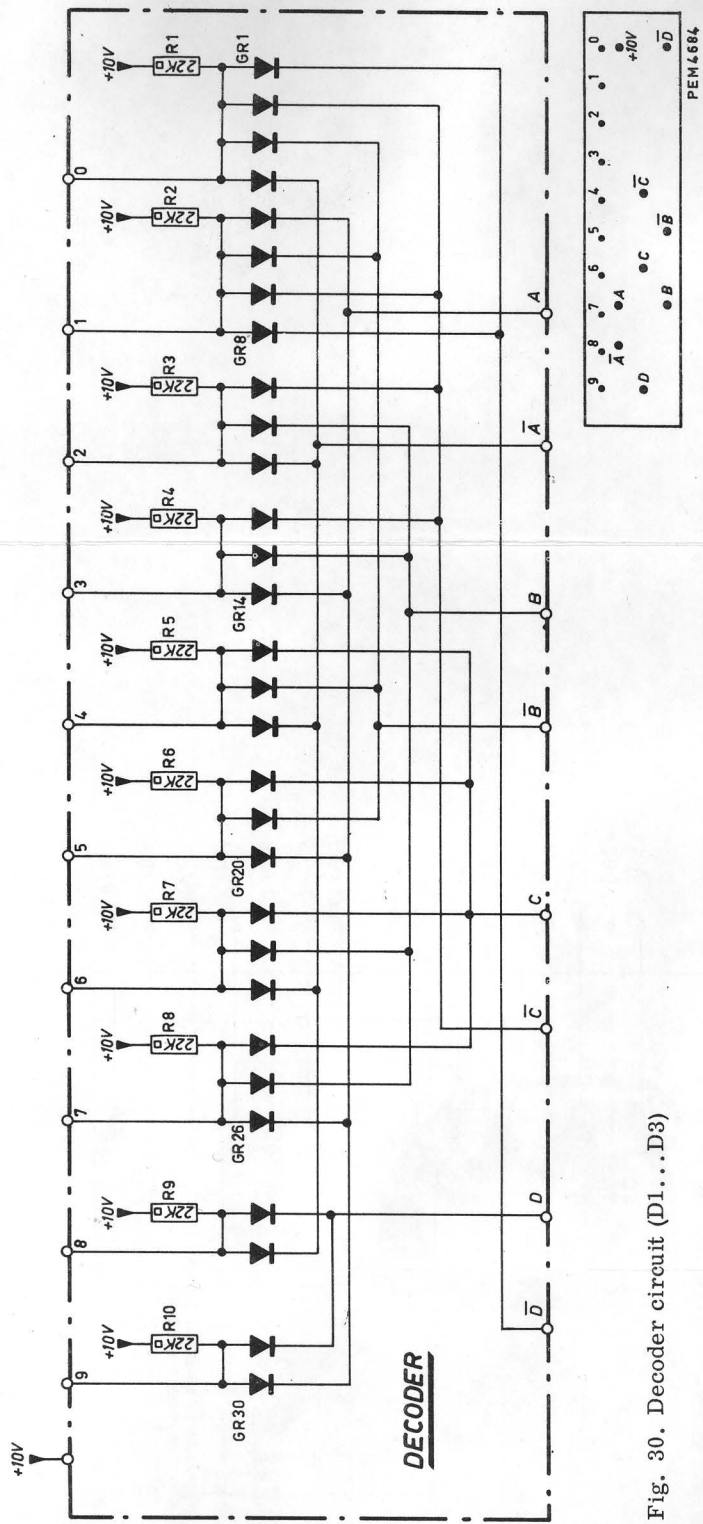 +10V
9 8 7 6 5 4 3 2 1 0
+10V +10V +10V +10V +10V +10V +10V +10V +10V +10V
R10 R9 R8 R7 R6 R5 R4 R3 R2 R1
22K 22K 22K 22K 22K 22K 22K 22K 22K 22K
GR30 GR26 GR20 GR14 GR8 GR1
DECODER
D̅ D C̅ C B̅ B A̅ A
9 8 7 6 5 4 3 2 1 0
A̅ A +10V
D C C̅
B B̅ D̅
PEM4684
Fig. 30. Decoder circuit (D1...D3)